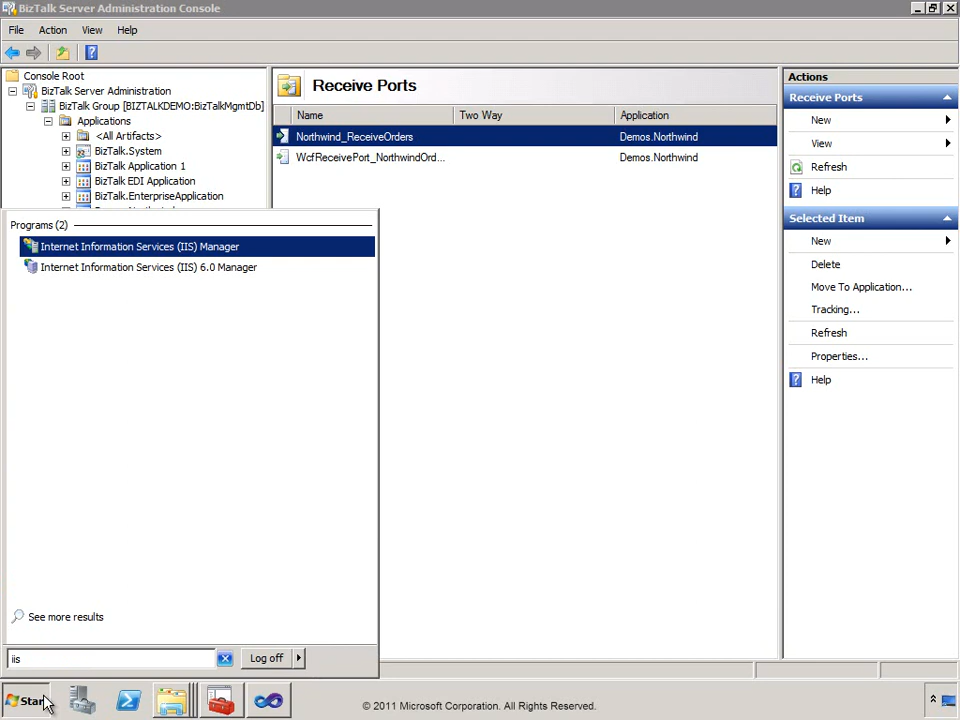 BizTalk Server Administration Console
File Action View Help
Console Root
BizTalk Server Administration
BizTalk Group [BIZTALKDEMO:BizTalkMgmtDb]
Applications
<All Artifacts>
BizTalk.System
BizTalk Application 1
BizTalk EDI Application
BizTalk.EnterpriseApplication
Receive Ports
Name Two Way Application
Northwind_ReceiveOrders Demos.Northwind
WcfReceivePort_NorthwindOrd... Demos.Northwind
Actions
Receive Ports
New
View
Refresh
Help
Selected Item
New
Delete
Move To Application...
Tracking...
Refresh
Properties...
Help
Programs (2)
Internet Information Services (IIS) Manager
Internet Information Services (IIS) 6.0 Manager
See more results
iis
Log off
Start
© 2011 Microsoft Corporation. All Rights Reserved.